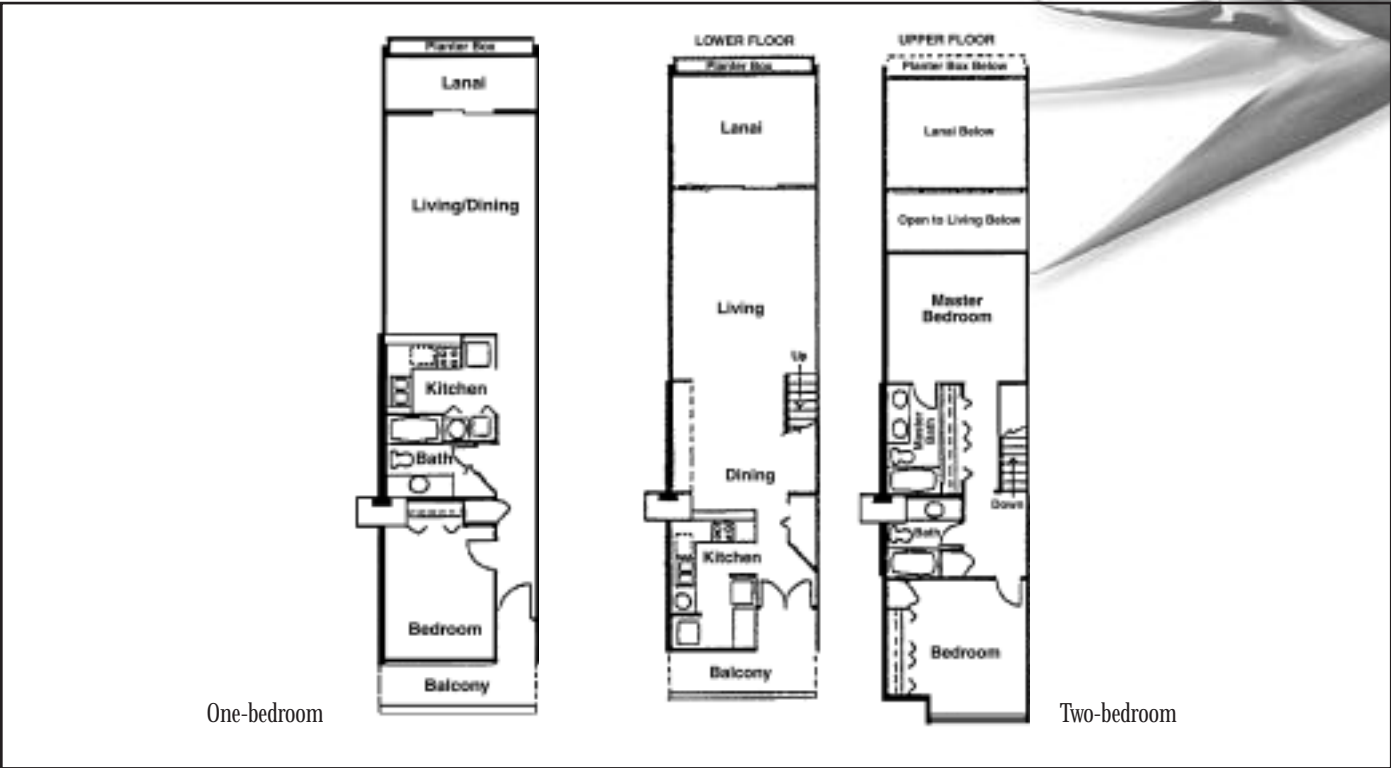 Planter Box
Lanai
Living/Dining
Kitchen
Bath
Bedroom
Balcony
One-bedroom
LOWER FLOOR
Planter Box
Lanai
Living
Up
Dining
Kitchen
Balcony
UPPER FLOOR
Planter Box Below
Lanai Below
Open to Living Below
Master
Bedroom
Master
Bath
Down
Bath
Bedroom
Two-bedroom